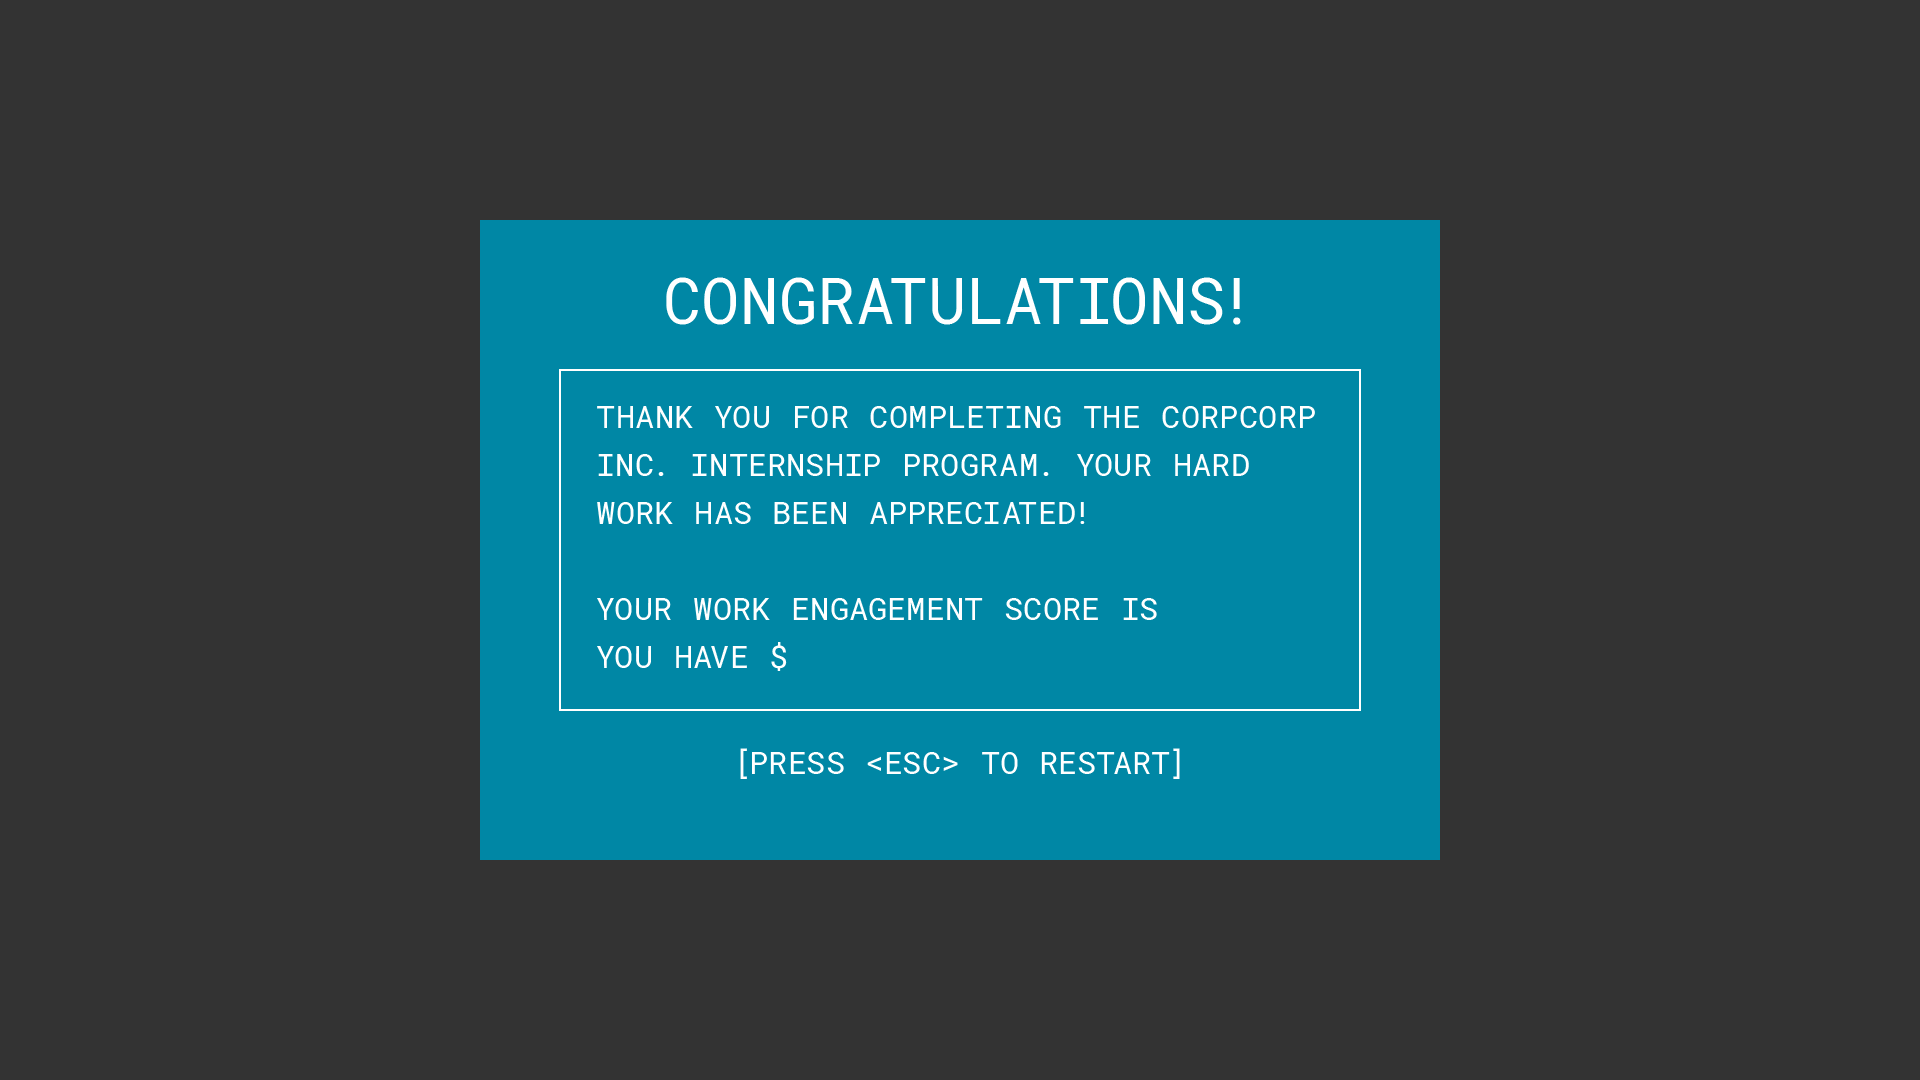 CONGRATULATIONS!
THANK YOU FOR COMPLETING THE CORPCORP
INC. INTERNSHIP PROGRAM. YOUR HARD
WORK HAS BEEN APPRECIATED!
YOUR WORK ENGAGEMENT SCORE IS
YOU HAVE $
[PRESS <ESC> TO RESTART]